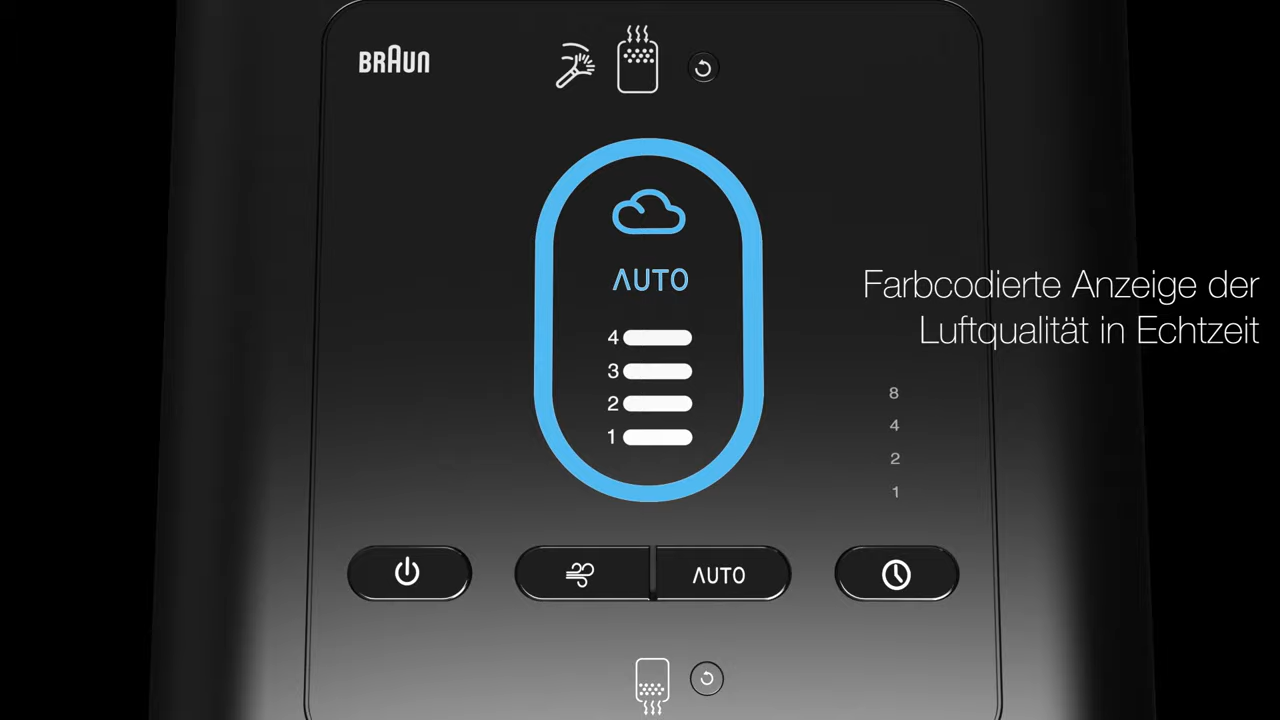 BRAUN
AUTO
4
3
2
1
Farbcodierte Anzeige der
Luftqualität in Echtzeit
8
4
2
1
AUTO